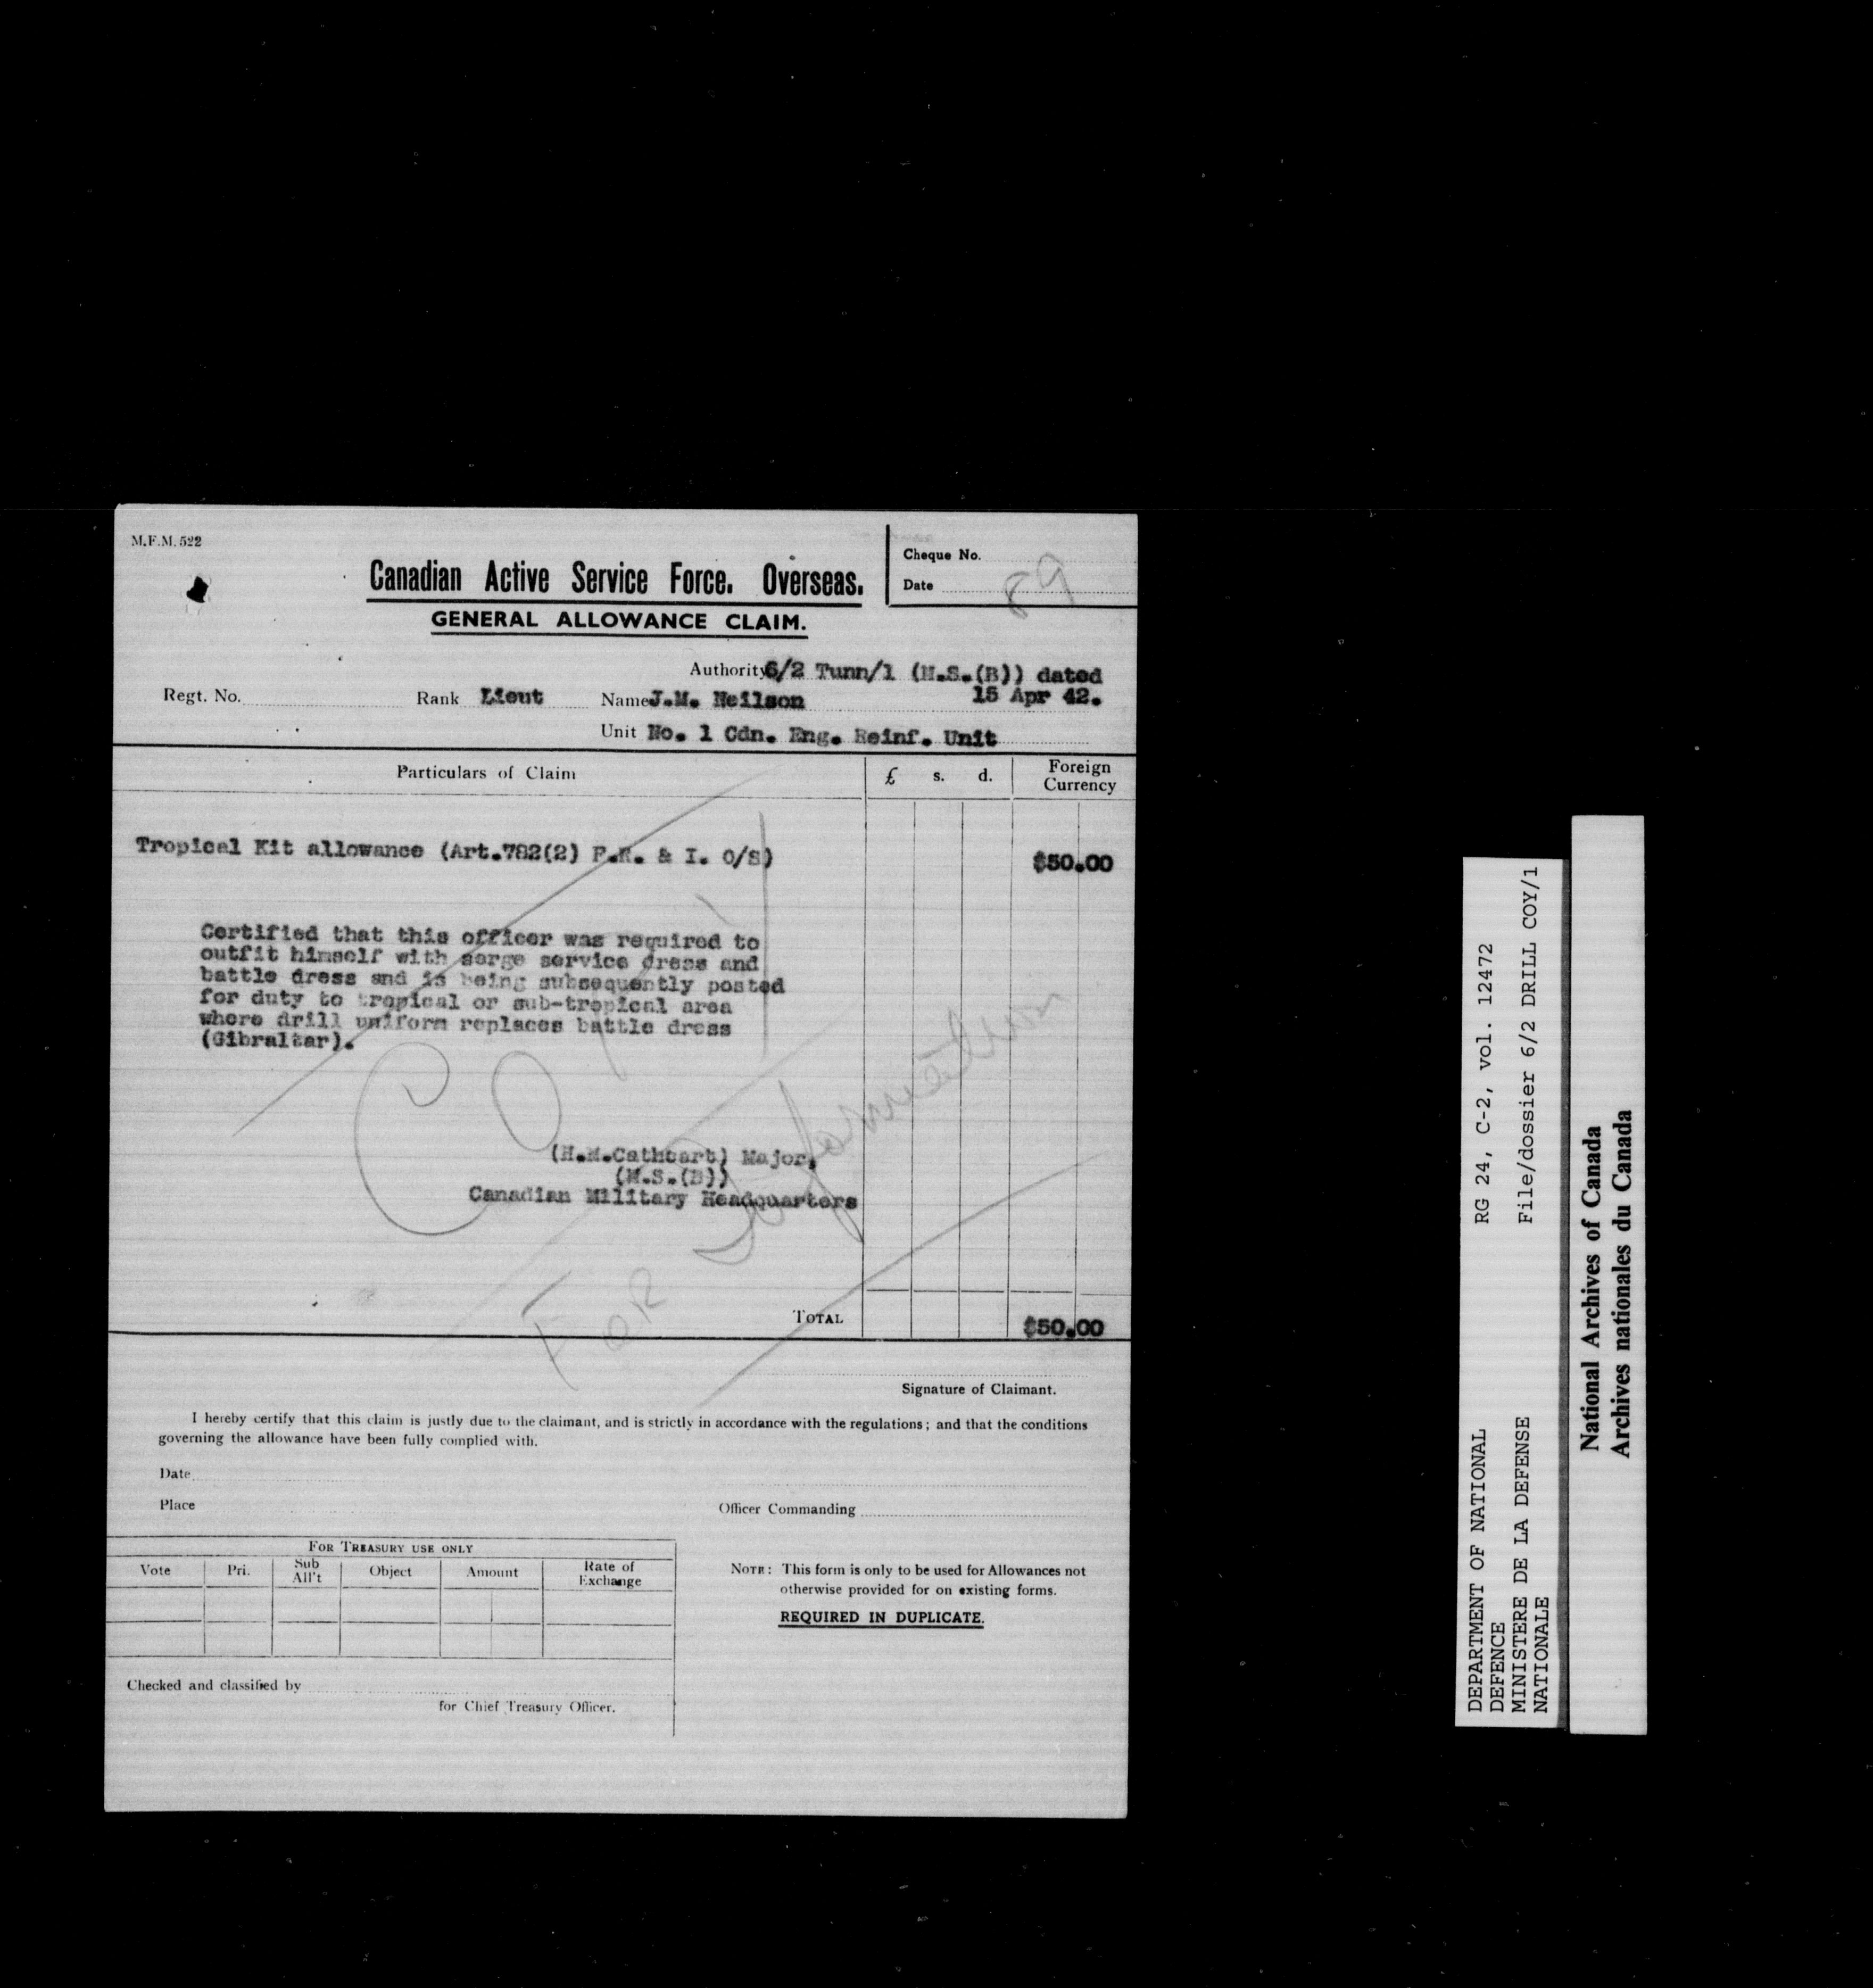 M.F.M. 522
Canadian Active Service Force. Overseas.
GENERAL ALLOWANCE CLAIM.
Cheque No.
Date
89
Authority 6/2 Tunn/1 (M.S.(B)) dated
15 Apr 42.
Regt. No. Rank Lieut Name J.M. Neilson
Unit No. 1 Cdn. Eng. Reinf. Unit
Particulars of Claim £ s. d. Foreign Currency
Tropical Kit allowance (Art.782(2) F.R. & I. O/S) $50.00
Certified that this officer was required to
outfit himself with serge service dress and
battle dress and is being subsequently posted
for duty to tropical or sub-tropical area
where drill uniform replaces battle dress
(Gibraltar).
COPY
FOR Information
(H.M.Cathcart) Major,
(M.S.(B))
Canadian Military Headquarters
TOTAL $50.00
Signature of Claimant.
I hereby certify that this claim is justly due to the claimant, and is strictly in accordance with the regulations; and that the conditions
governing the allowance have been fully complied with.
Date
Place
Officer Commanding
FOR TREASURY USE ONLY
Vote Pri. Sub All't Object Amount Rate of Exchange
Checked and classified by
for Chief Treasury Officer.
NOTE: This form is only to be used for Allowances not
otherwise provided for on existing forms.
REQUIRED IN DUPLICATE.
DEPARTMENT OF NATIONAL RG 24, C-2, vol. 12472
DEFENCE
MINISTERE DE LA DEFENSE File/dossier 6/2 DRILL COY/1
NATIONALE
National Archives of Canada
Archives nationales du Canada